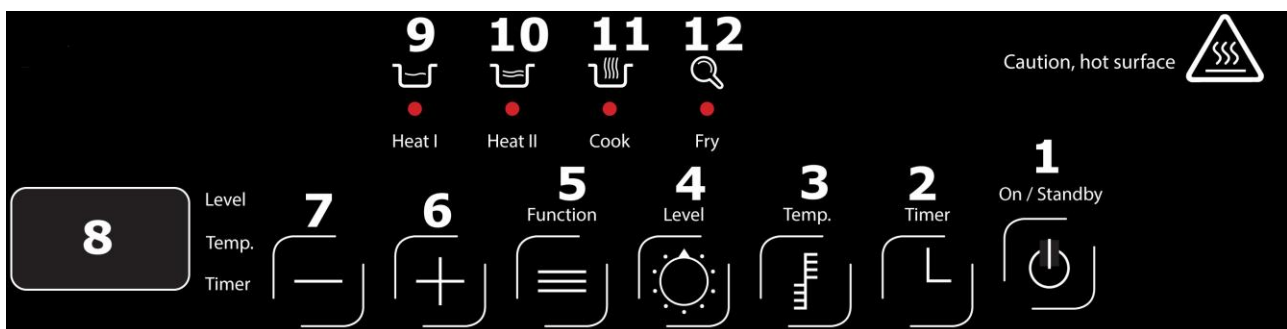 9 10 11 12
Caution, hot surface
Heat I Heat II Cook Fry
1
On / Standby
5 4 3 2
Function Level Temp. Timer
7 6
8
Level
Temp.
Timer